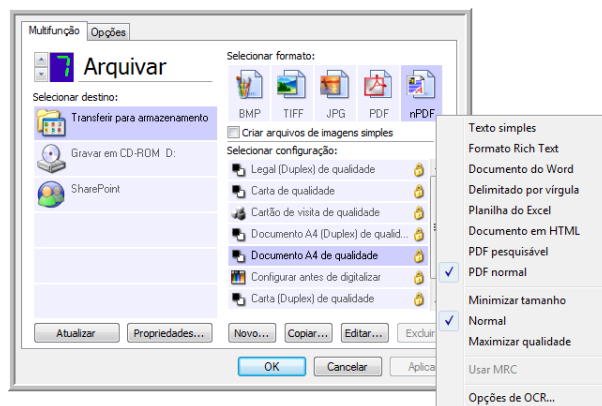 Multifunção
Opções
7 Arquivar
Selecionar destino:
Transferir para armazenamento
Gravar em CD-ROM D:
SharePoint
Atualizar
Propriedades...
Selecionar formato:
BMP
TIFF
JPG
PDF
nPDF
Criar arquivos de imagens simples
Selecionar configuração:
Legal (Duplex) de qualidade
Carta de qualidade
Cartão de visita de qualidade
Documento A4 (Duplex) de qualid...
Documento A4 de qualidade
Configurar antes de digitalizar
Carta (Duplex) de qualidade
Novo...
Copiar...
Editar...
Excluir
OK
Cancelar
Aplica
Texto simples
Formato Rich Text
Documento do Word
Delimitado por vírgula
Planilha do Excel
Documento em HTML
PDF pesquisável
PDF normal
Minimizar tamanho
Normal
Maximizar qualidade
Usar MRC
Opções de OCR...